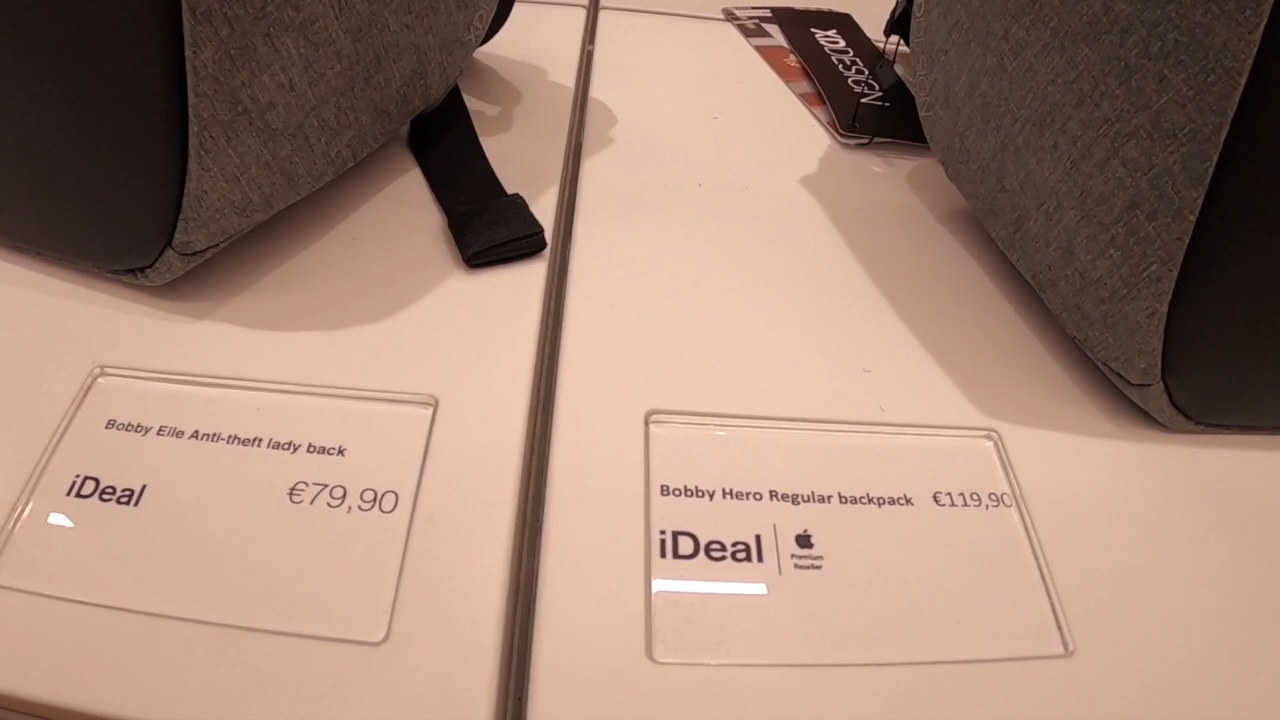 XDDESIGN
Bobby Elle Anti-theft lady back
iDeal €79,90
Bobby Hero Regular backpack €119,90
iDeal
Premium
Reseller